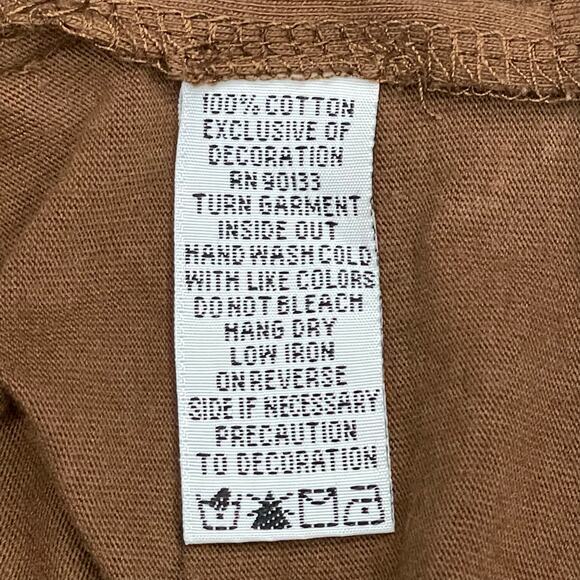 100% COTTON
EXCLUSIVE OF
DECORATION
RN 90133
TURN GARMENT
INSIDE OUT
HAND WASH COLD
WITH LIKE COLORS
DO NOT BLEACH
HANG DRY
LOW IRON
ON REVERSE
SIDE IF NECESSARY
PRECAUTION
TO DECORATION